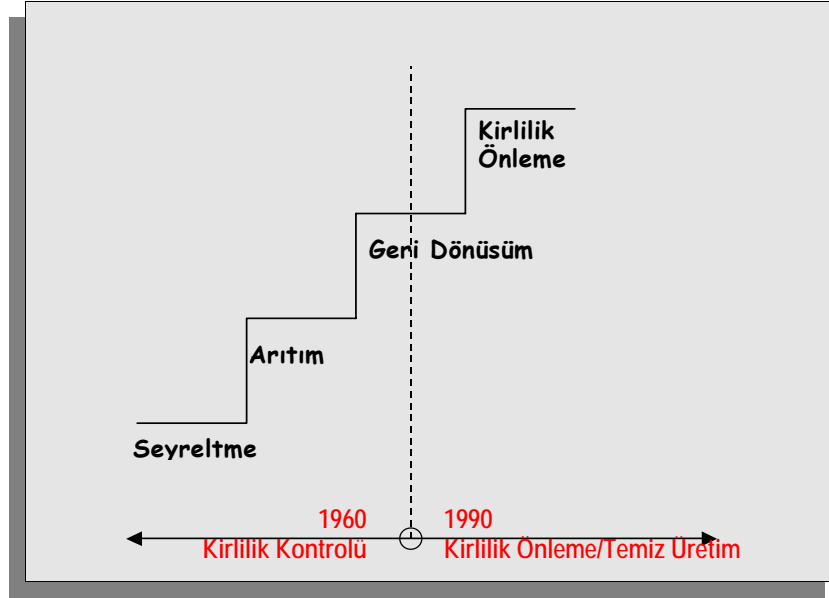 Kirlilik
Önleme
Geri Dönüsüm
Arıtım
Seyreltme
1960
Kirlilik Kontrolü
1990
Kirlilik Önleme/Temiz Üretim